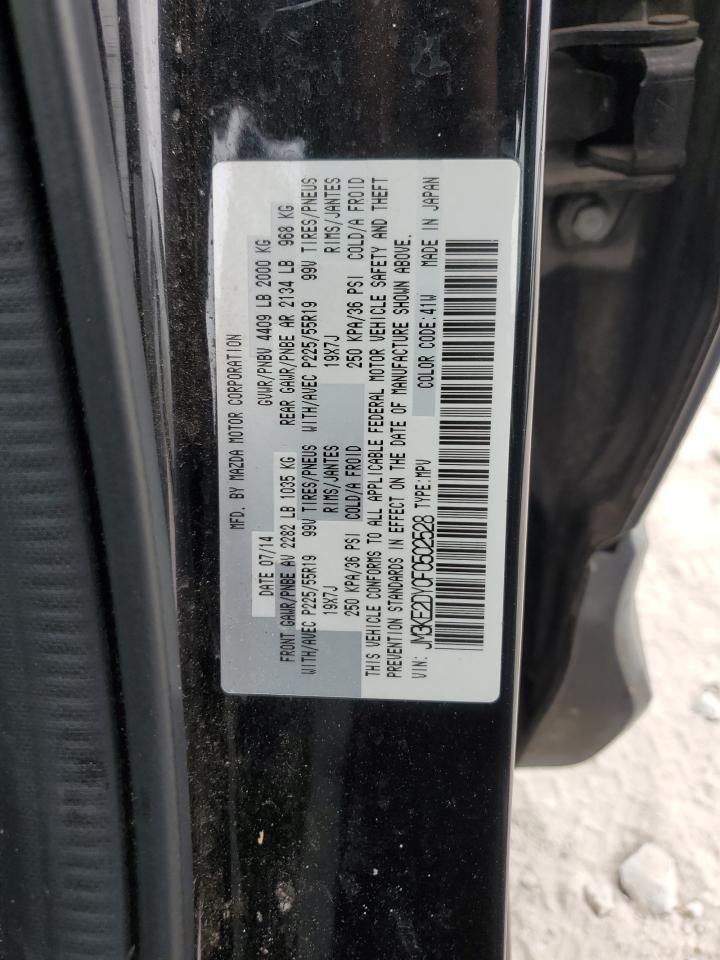 MFD. BY MAZDA MOTOR CORPORATION
DATE 07/14 GVWR/PNBV 4409 LB 2000 KG
FRONT GAWR/PNBE AV 2282 LB 1035 KG REAR GAWR/PNBE AR 2134 LB 968 KG
WITH/AVEC P225/55R19 99V TIRES/PNEUS WITH/AVEC P225/55R19 99V TIRES/PNEUS
19X7J RIMS/JANTES 19X7J RIMS/JANTES
250 KPA/36 PSI COLD/A FROID 250 KPA/36 PSI COLD/A FROID
THIS VEHICLE CONFORMS TO ALL APPLICABLE FEDERAL MOTOR VEHICLE SAFETY AND THEFT
PREVENTION STANDARDS IN EFFECT ON THE DATE OF MANUFACTURE SHOWN ABOVE.
VIN: JM3KE2DY0F0502528 TYPE:MPV COLOR CODE:41W MADE IN JAPAN